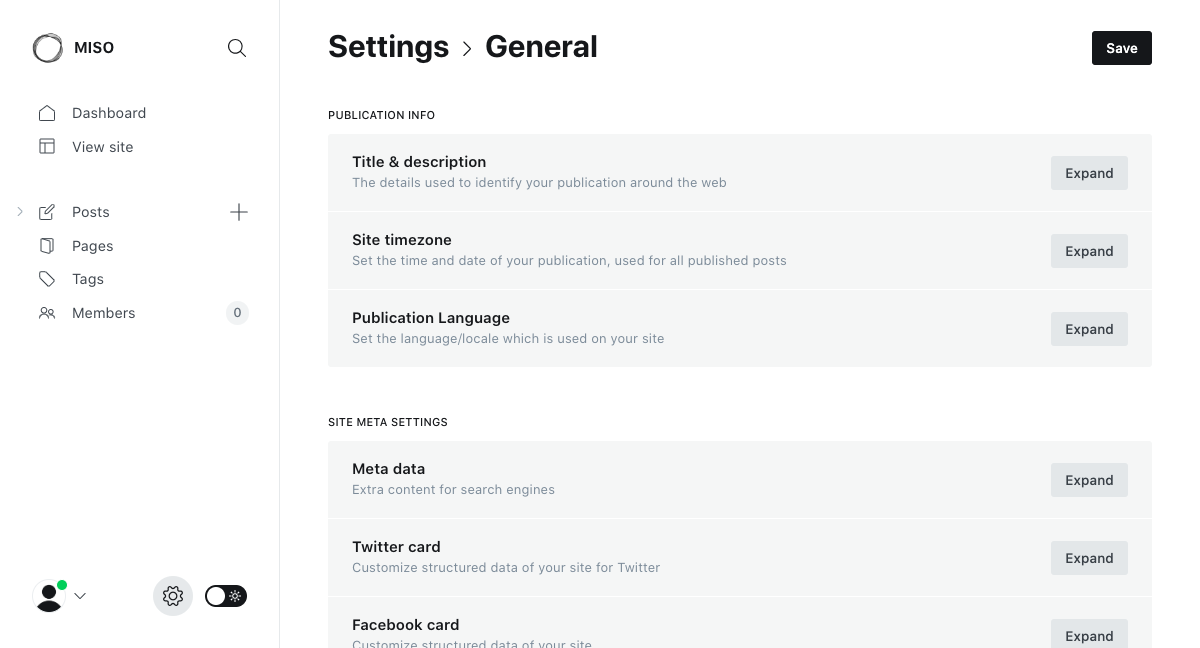 MISO
Dashboard
View site
Posts
Pages
Tags
Members
0
Settings
General
Save
PUBLICATION INFO
Title & description
The details used to identify your publication around the web
Expand
Site timezone
Set the time and date of your publication, used for all published posts
Expand
Publication Language
Set the language/locale which is used on your site
Expand
SITE META SETTINGS
Meta data
Extra content for search engines
Expand
Twitter card
Customize structured data of your site for Twitter
Expand
Facebook card
Customize structured data of your site
Expand